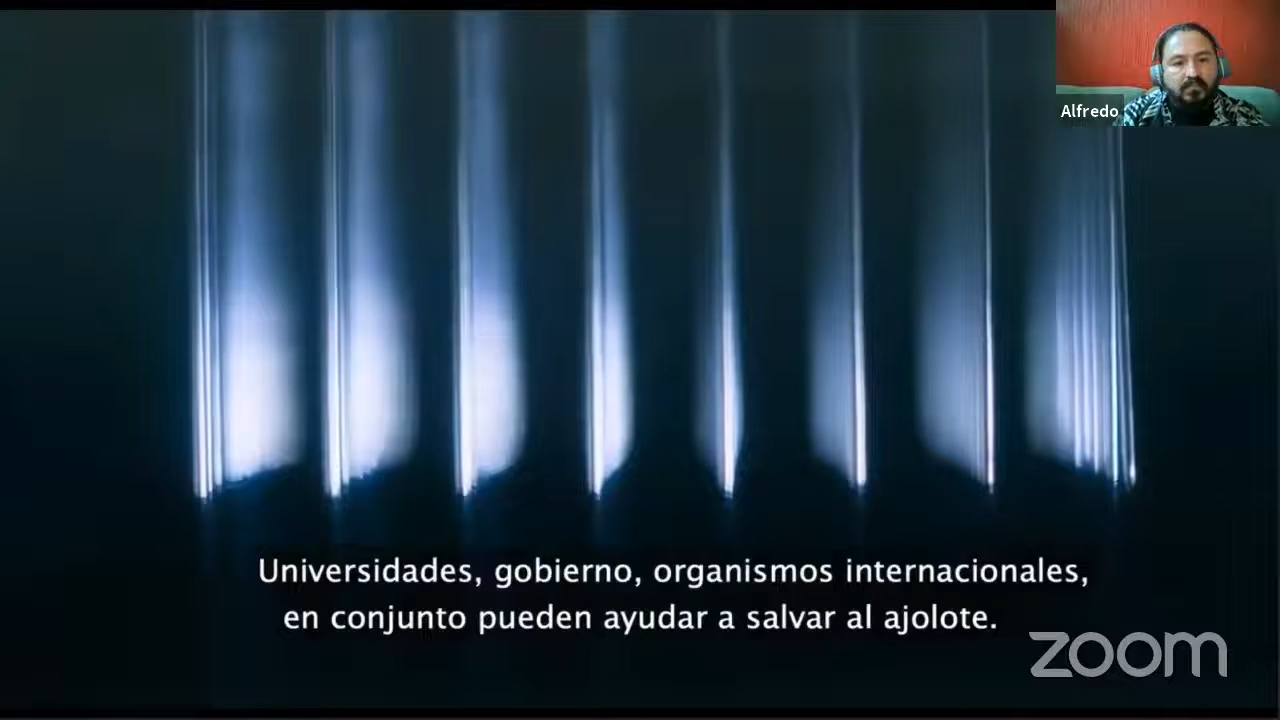 Alfredo
Universidades, gobierno, organismos internacionales,
en conjunto pueden ayudar a salvar al ajolote.
zoom